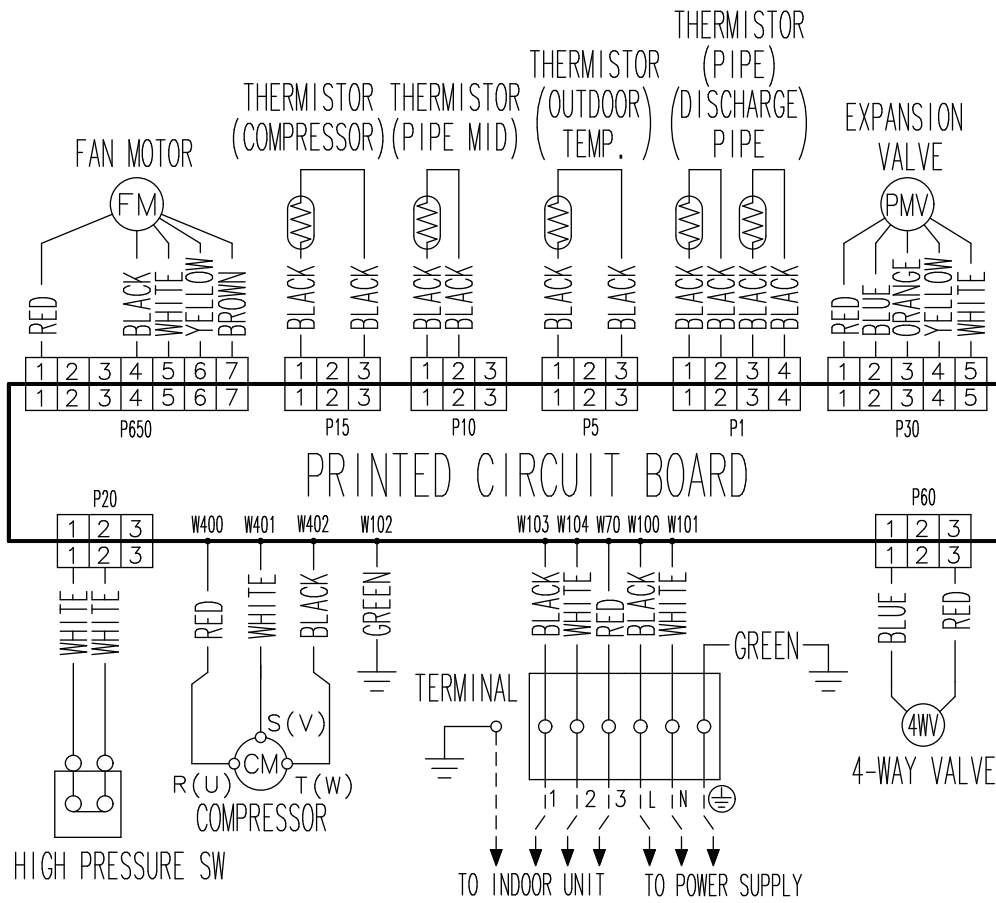 THERMISTOR
(PIPE)
(DISCHARGE)
PIPE
THERMISTOR
(OUTDOOR)
TEMP.
THERMISTOR
(COMPRESSOR)
THERMISTOR
(PIPE MID)
EXPANSION
VALVE
FAN MOTOR
FM
PMV
RED
BLACK
WHITE
YELLOW
BROWN
BLACK
BLACK
BLACK
BLACK
BLACK
BLACK
BLACK
BLACK
BLACK
BLACK
RED
BLUE
ORANGE
YELLOW
WHITE
1 2 3 4 5 6 7
1 2 3
1 2 3
1 2 3
1 2 3 4
1 2 3 4 5
1 2 3 4 5 6 7
1 2 3
1 2 3
1 2 3
1 2 3 4
1 2 3 4 5
P650
P15
P10
P5
P1
P30
PRINTED CIRCUIT BOARD
P20
P60
1 2 3
W400
W401
W402
W102
W103
W104
W70
W100
W101
1 2 3
1 2 3
1 2 3
WHITE
WHITE
RED
WHITE
BLACK
GREEN
BLACK
WHITE
RED
BLACK
WHITE
BLUE
RED
GREEN
TERMINAL
S(V)
CM
R(U)
T(W)
COMPRESSOR
4WV
4-WAY VALVE
1 2 3 L N
HIGH PRESSURE SW
TO INDOOR UNIT
TO POWER SUPPLY